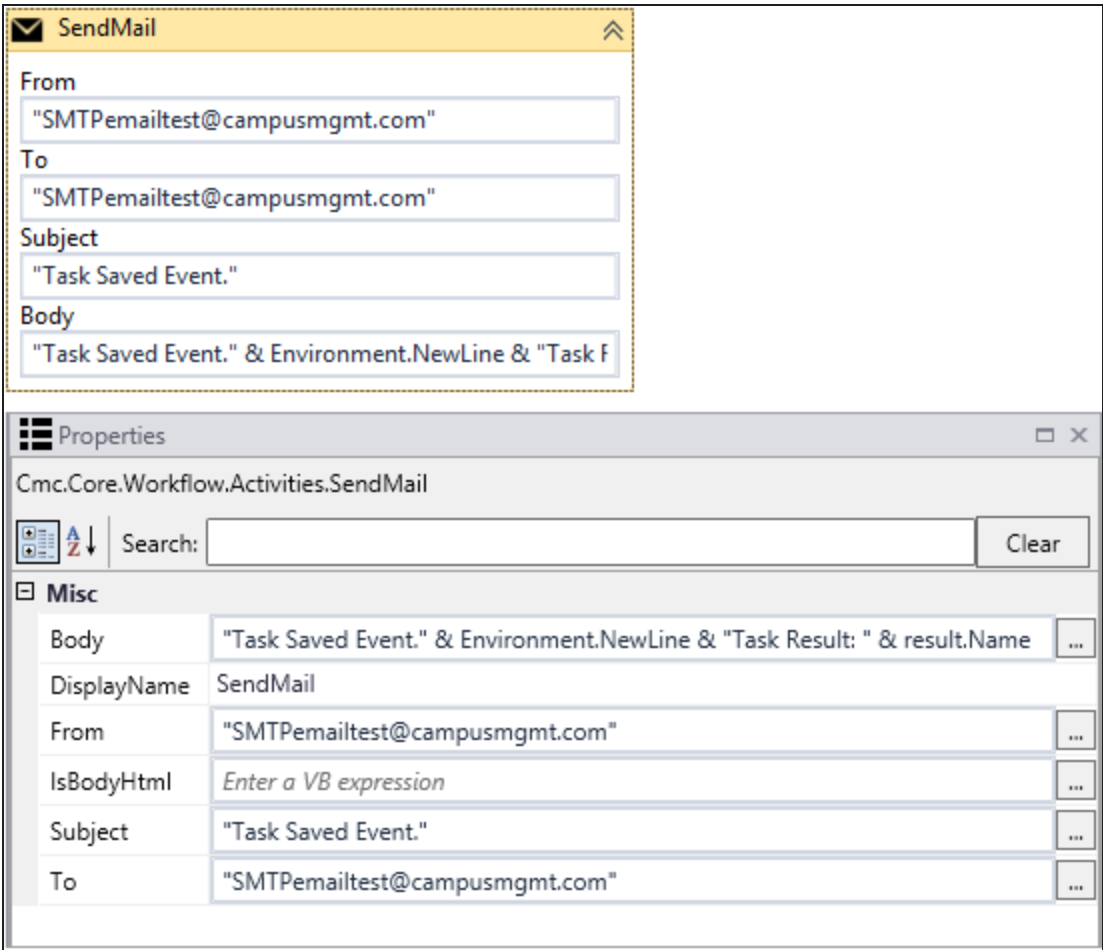 SendMail
From
"SMTPemailtest@campusmgmt.com"
To
"SMTPemailtest@campusmgmt.com"
Subject
"Task Saved Event."
Body
"Task Saved Event." & Environment.NewLine & "Task
Properties
Cmc.Core.Workflow.Activities.SendMail
AZ Search: Clear
Misc
Body "Task Saved Event." & Environment.NewLine & "Task Result: " & result.Name ...
DisplayName SendMail
From "SMTPemailtest@campusmgmt.com" ...
IsBodyHtml Enter a VB expression ...
Subject "Task Saved Event." ...
To "SMTPemailtest@campusmgmt.com" ...